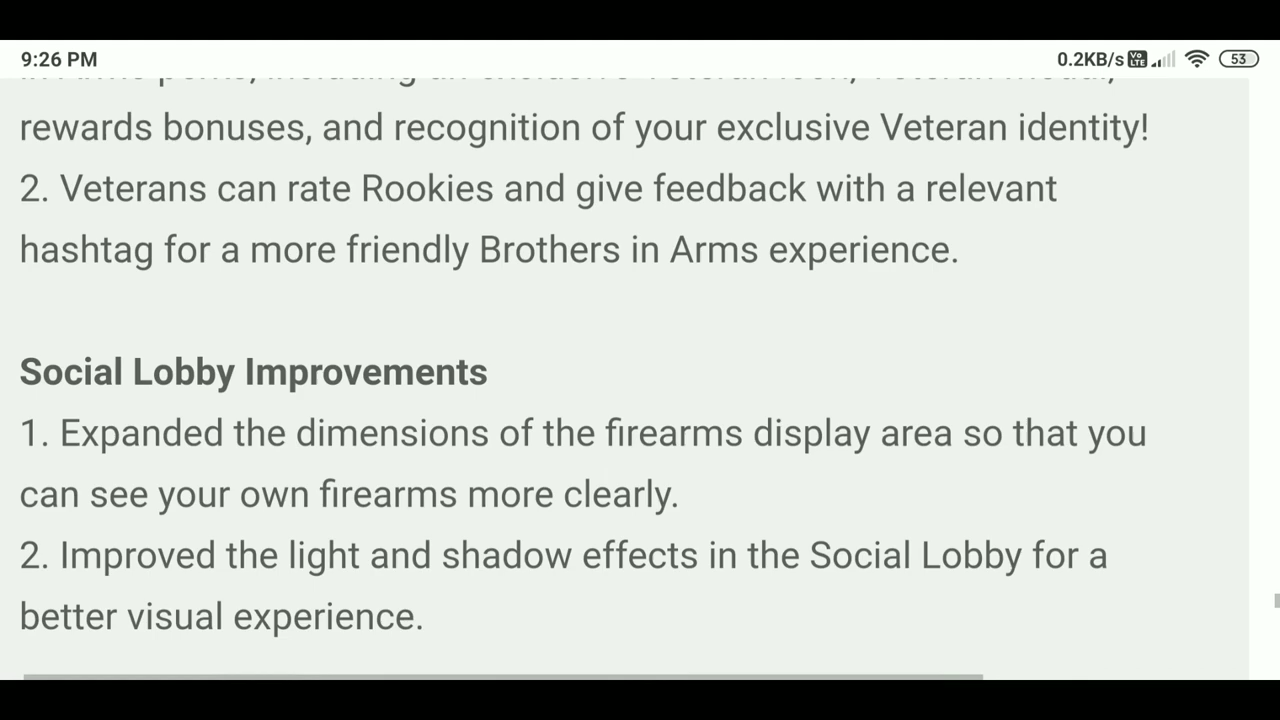 9:26 PM
0.2KB/s
Vo LTE
53
rewards bonuses, and recognition of your exclusive Veteran identity!
2. Veterans can rate Rookies and give feedback with a relevant
hashtag for a more friendly Brothers in Arms experience.
Social Lobby Improvements
1. Expanded the dimensions of the firearms display area so that you
can see your own firearms more clearly.
2. Improved the light and shadow effects in the Social Lobby for a
better visual experience.